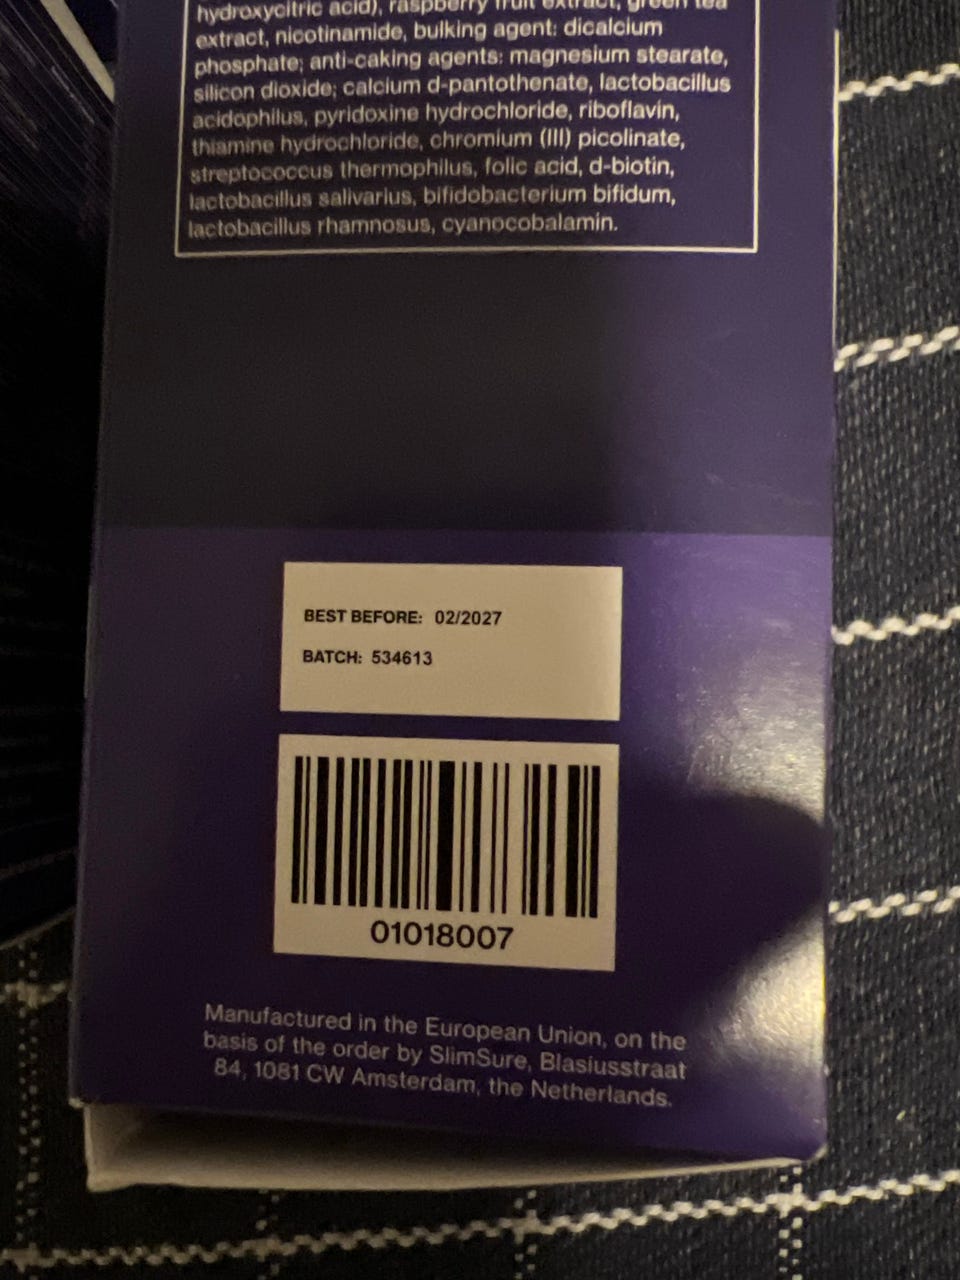 hydroxycitric acid), raspberry fruit extract, green tea
extract, nicotinamide, bulking agent: dicalcium
phosphate; anti-caking agents: magnesium stearate,
silicon dioxide; calcium d-pantothenate, lactobacillus
acidophilus, pyridoxine hydrochloride, riboflavin,
thiamine hydrochloride, chromium (III) picolinate,
streptococcus thermophilus, folic acid, d-biotin,
lactobacillus salivarius, bifidobacterium bifidum,
lactobacillus rhamnosus, cyanocobalamin.
BEST BEFORE: 02/2027
BATCH: 534613
01018007
Manufactured in the European Union, on the
basis of the order by SlimSure, Blasiusstraat
84, 1081 CW Amsterdam, the Netherlands.